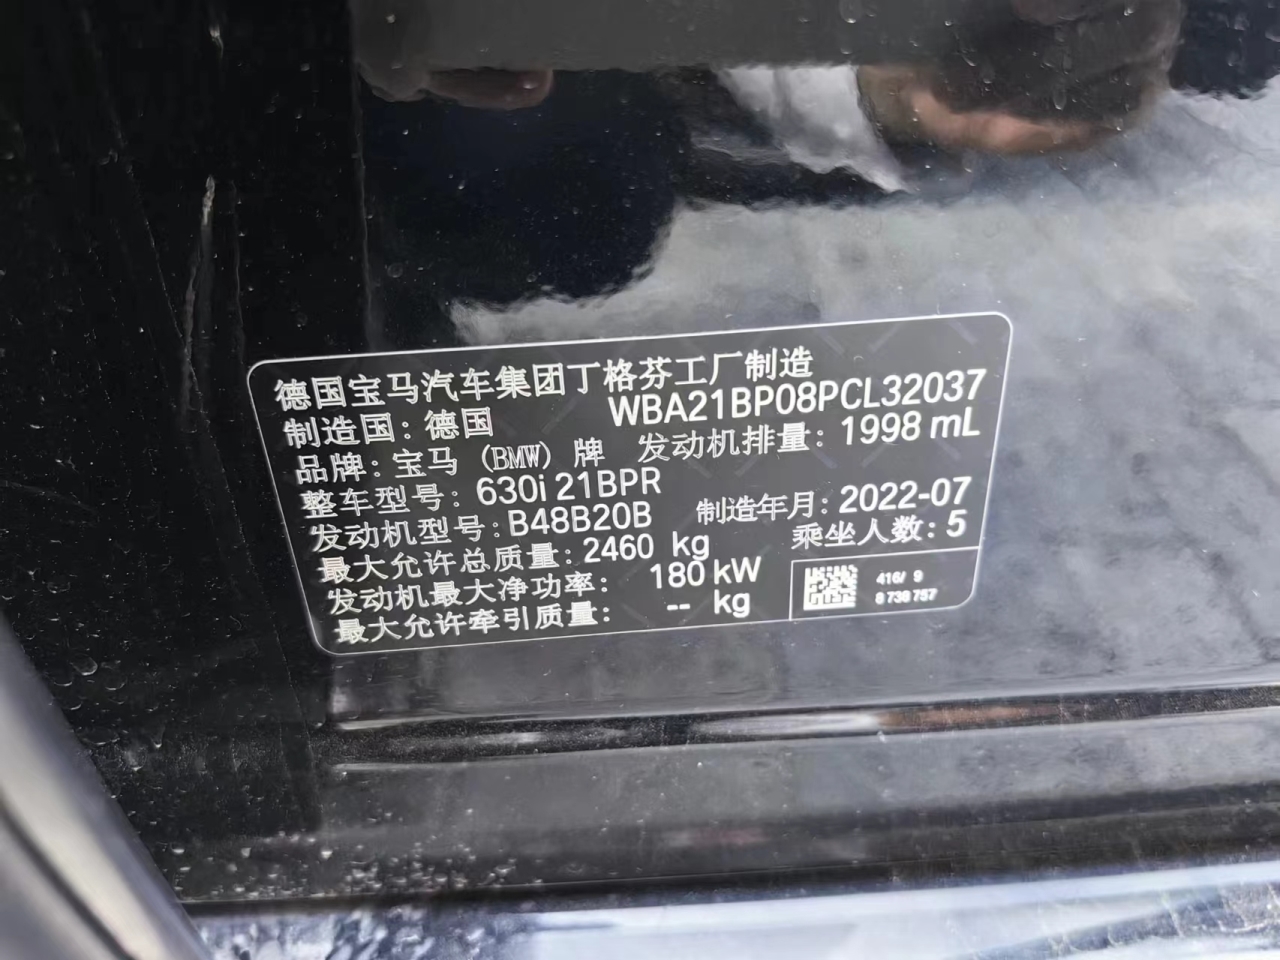 德国宝马汽车集团丁格芬工厂制造
制造国：德国 WBA21BP08PCL32037
品牌：宝马（BMW）牌 发动机排量：1998 mL
整车型号：630i 21BPR
发动机型号：B48B20B 制造年月：2022-07
最大允许总质量：2460 kg 乘坐人数：5
发动机最大净功率： 180 kW
最大允许牵引质量： -- kg
416/ 9
8 738 757